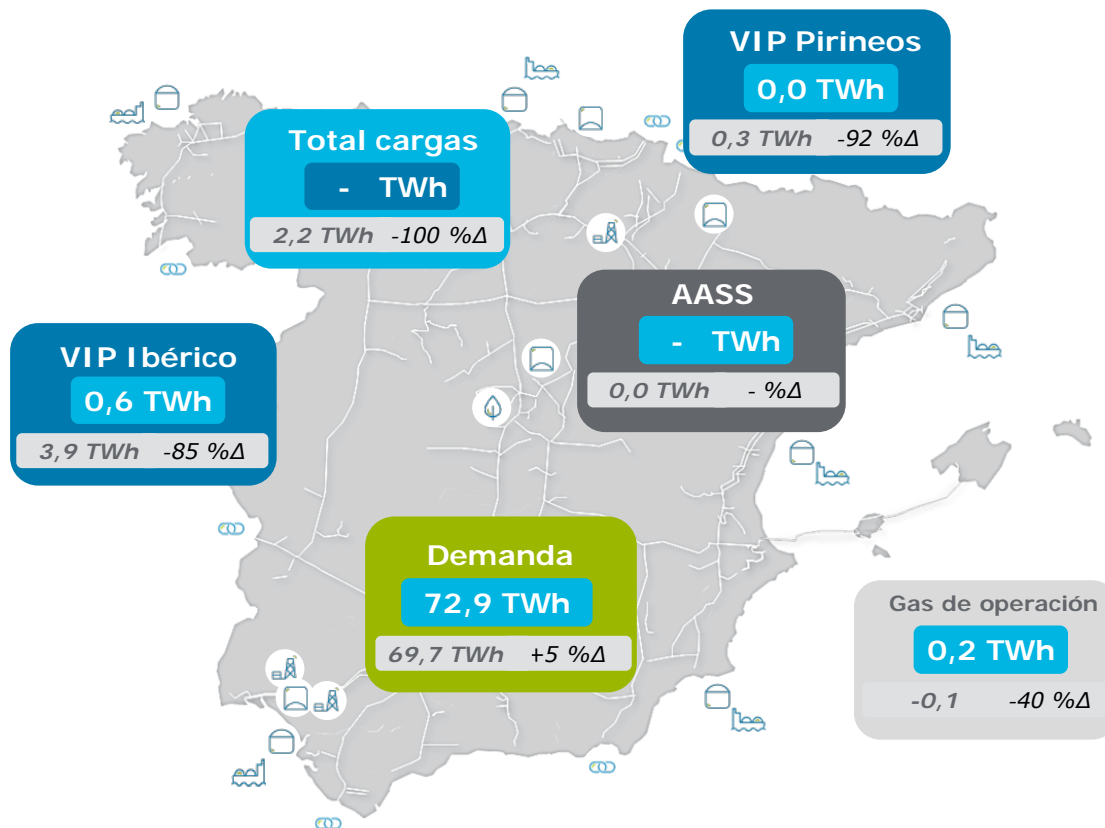 VIP Pirineos
0,0 TWh
0,3 TWh -92 %Δ
Total cargas
- TWh
2,2 TWh -100 %Δ
AASS
- TWh
0,0 TWh - %Δ
VIP Ibérico
0,6 TWh
3,9 TWh -85 %Δ
Demanda
72,9 TWh
69,7 TWh +5 %Δ
Gas de operación
0,2 TWh
-0,1 -40 %Δ